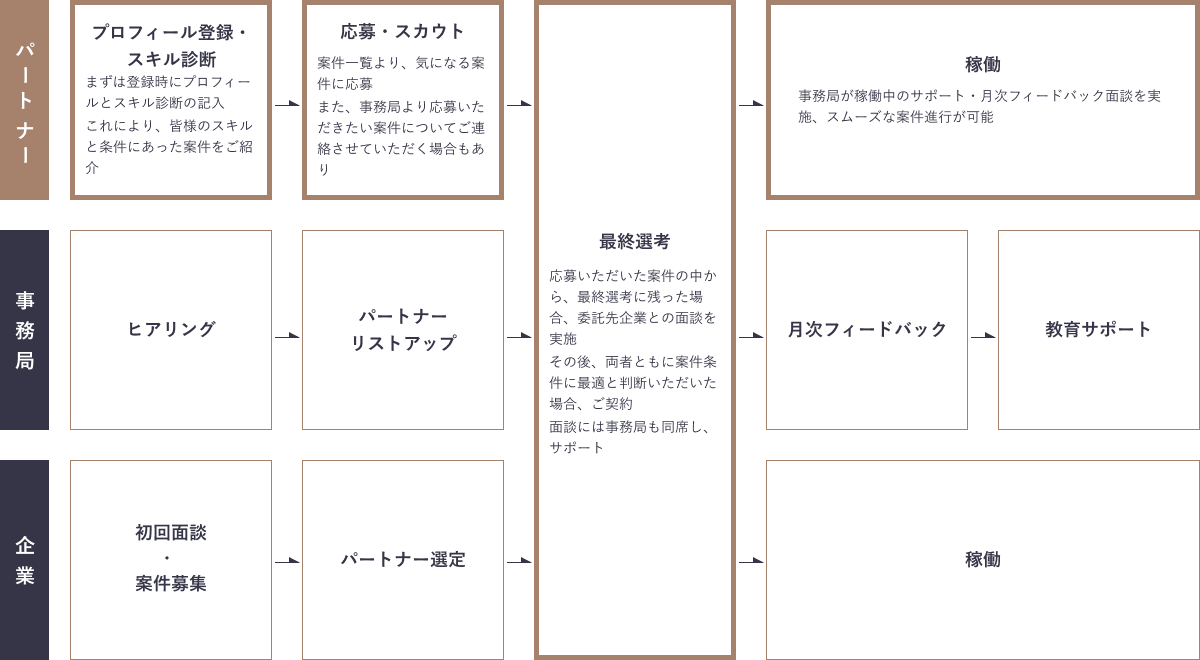 パートナー
プロフィール登録・
スキル診断
まずは登録時にプロフィー
ルとスキル診断の記入
これにより、皆様のスキル
と条件にあった案件をご紹
介
応募・スカウト
案件一覧より、気になる案
件に応募
また、事務局より応募いた
だきたい案件についてご連
絡させていただく場合もあ
り
稼働
事務局が稼働中のサポート・月次フィードバック面談を実
施、スムーズな案件進行が可能
事務局
ヒアリング
パートナー
リストアップ
最終選考
応募いただいた案件の中か
ら、最終選考に残った場
合、委託先企業との面談を
実施
その後、両者ともに案件条
件に最適と判断いただいた
場合、ご契約
面談には事務局も同席し、
サポート
月次フィードバック
教育サポート
企業
初回面談
・
案件募集
パートナー選定
稼働